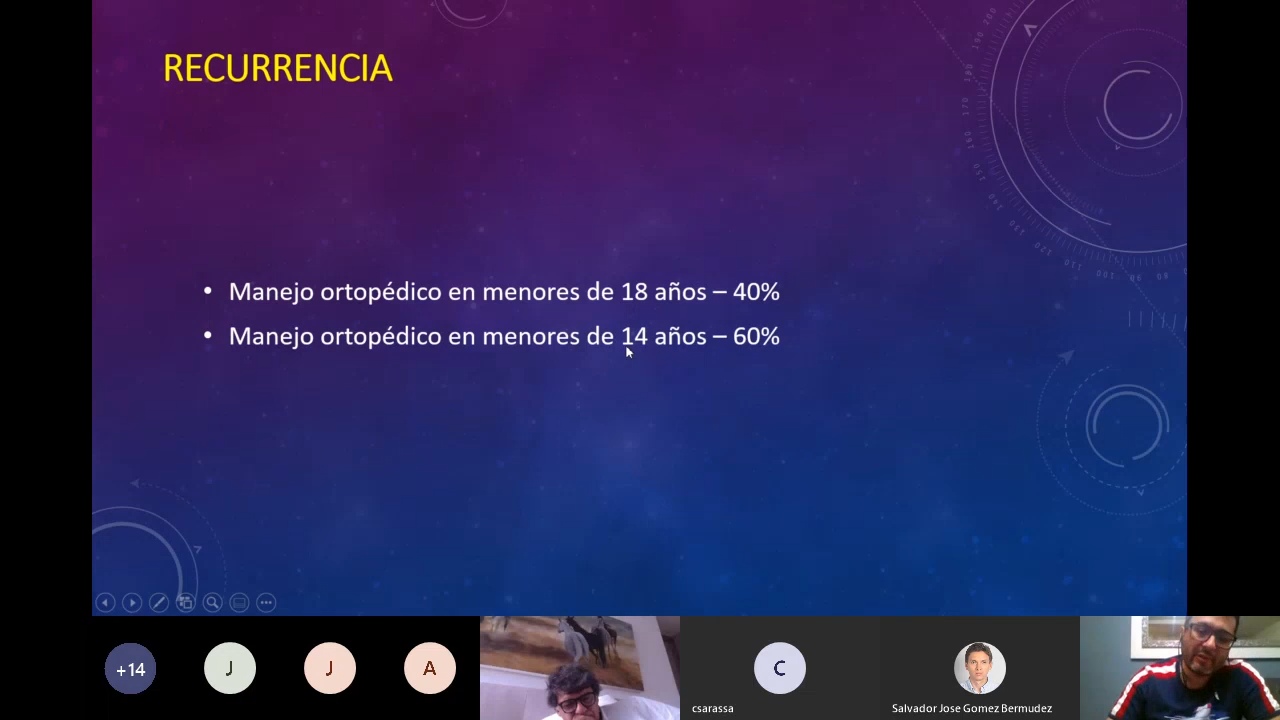 RECURRENCIA
• Manejo ortopédico en menores de 18 años – 40%
• Manejo ortopédico en menores de 14 años – 60%
+14
J
J
A
C
csarassa
Salvador Jose Gomez Bermudez